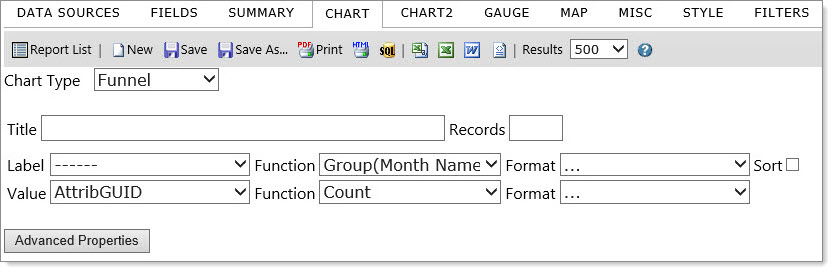 DATA SOURCES FIELDS SUMMARY CHART CHART2 GAUGE MAP MISC STYLE FILTERS
Report List | New Save Save As... PDF Print HTML SQL | Results 500 ?
Chart Type Funnel
Title Records
Label ------ Function Group(Month Name Format ... Sort
Value AttribGUID Function Count Format ...
Advanced Properties